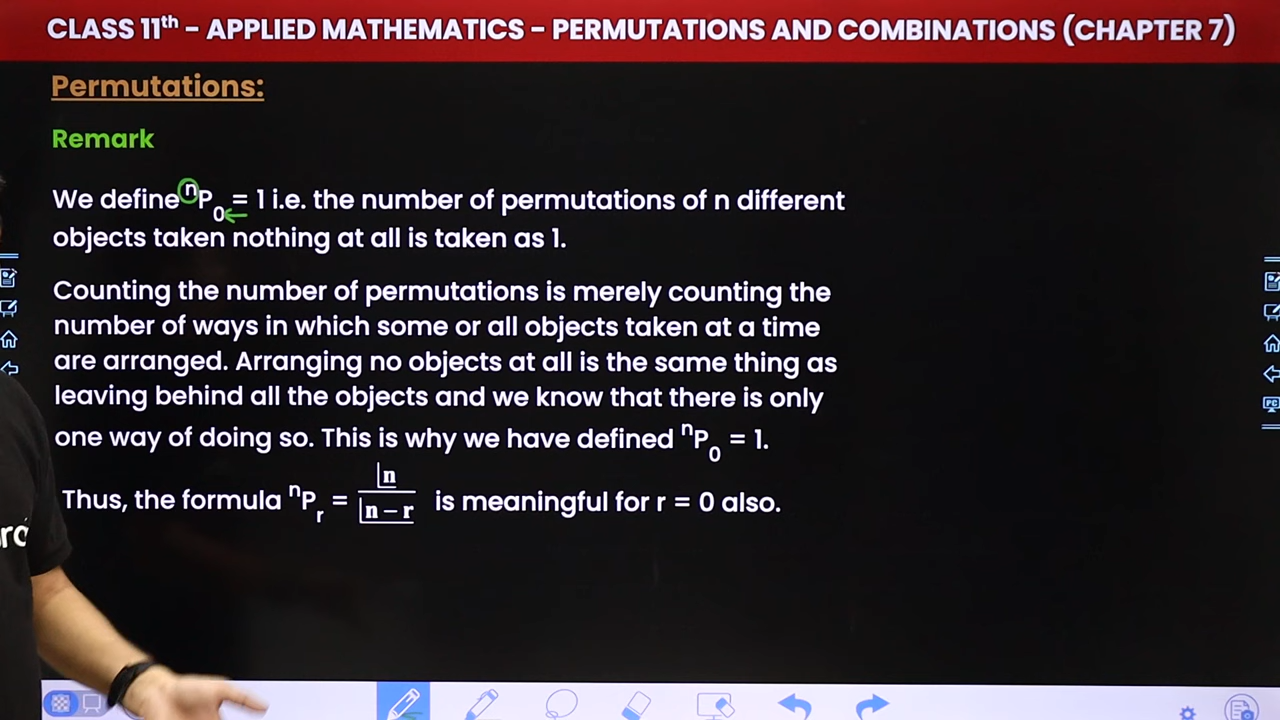 CLASS 11th – APPLIED MATHEMATICS – PERMUTATIONS AND COMBINATIONS (CHAPTER 7)
Permutations:
Remark
We define ⁿP₀ = 1 i.e. the number of permutations of n different
objects taken nothing at all is taken as 1.
Counting the number of permutations is merely counting the
number of ways in which some or all objects taken at a time
are arranged. Arranging no objects at all is the same thing as
leaving behind all the objects and we know that there is only
one way of doing so. This is why we have defined ⁿP₀ = 1.
Thus, the formula ⁿPᵣ = |n / |n – r is meaningful for r = 0 also.
PC